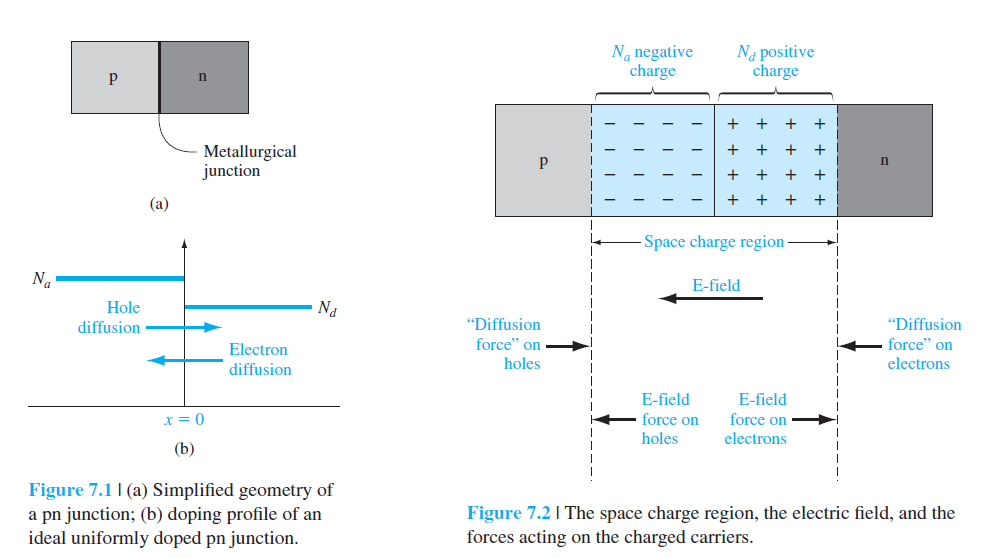 p
n
Metallurgical
junction
(a)
Nₐ
Hole
diffusion
N_d
Electron
diffusion
x = 0
(b)
Figure 7.1 | (a) Simplified geometry of
a pn junction; (b) doping profile of an
ideal uniformly doped pn junction.
Nₐ negative
charge
N_d positive
charge
p
− − − − + + + +
− − − − + + + +
− − − − + + + +
− − − − + + + +
n
Space charge region
E-field
“Diffusion
force” on
holes
“Diffusion
force” on
electrons
E-field
force on
holes
E-field
force on
electrons
Figure 7.2 | The space charge region, the electric field, and the
forces acting on the charged carriers.